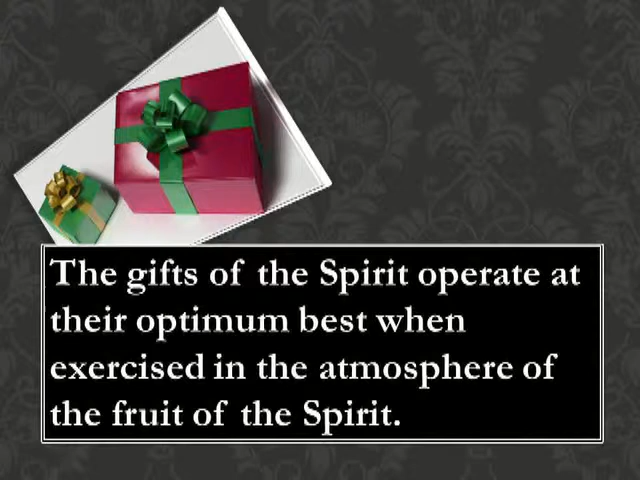 The gifts of the Spirit operate at
their optimum best when
exercised in the atmosphere of
the fruit of the Spirit.